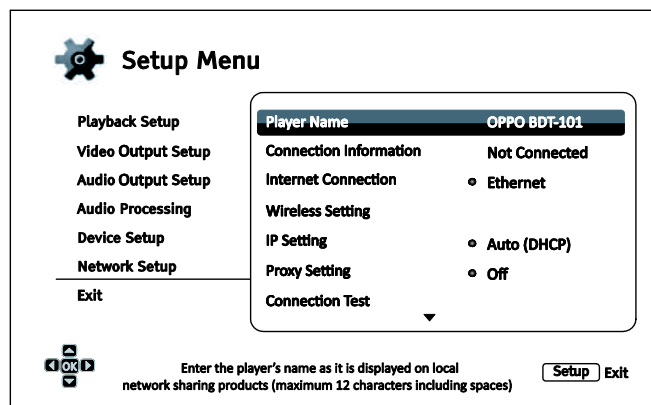 Setup Menu
Playback Setup
Video Output Setup
Audio Output Setup
Audio Processing
Device Setup
Network Setup
Exit
Player Name OPPO BDT-101
Connection Information Not Connected
Internet Connection Ethernet
Wireless Setting
IP Setting Auto (DHCP)
Proxy Setting Off
Connection Test
OK
Enter the player's name as it is displayed on local
network sharing products (maximum 12 characters including spaces)
Setup Exit